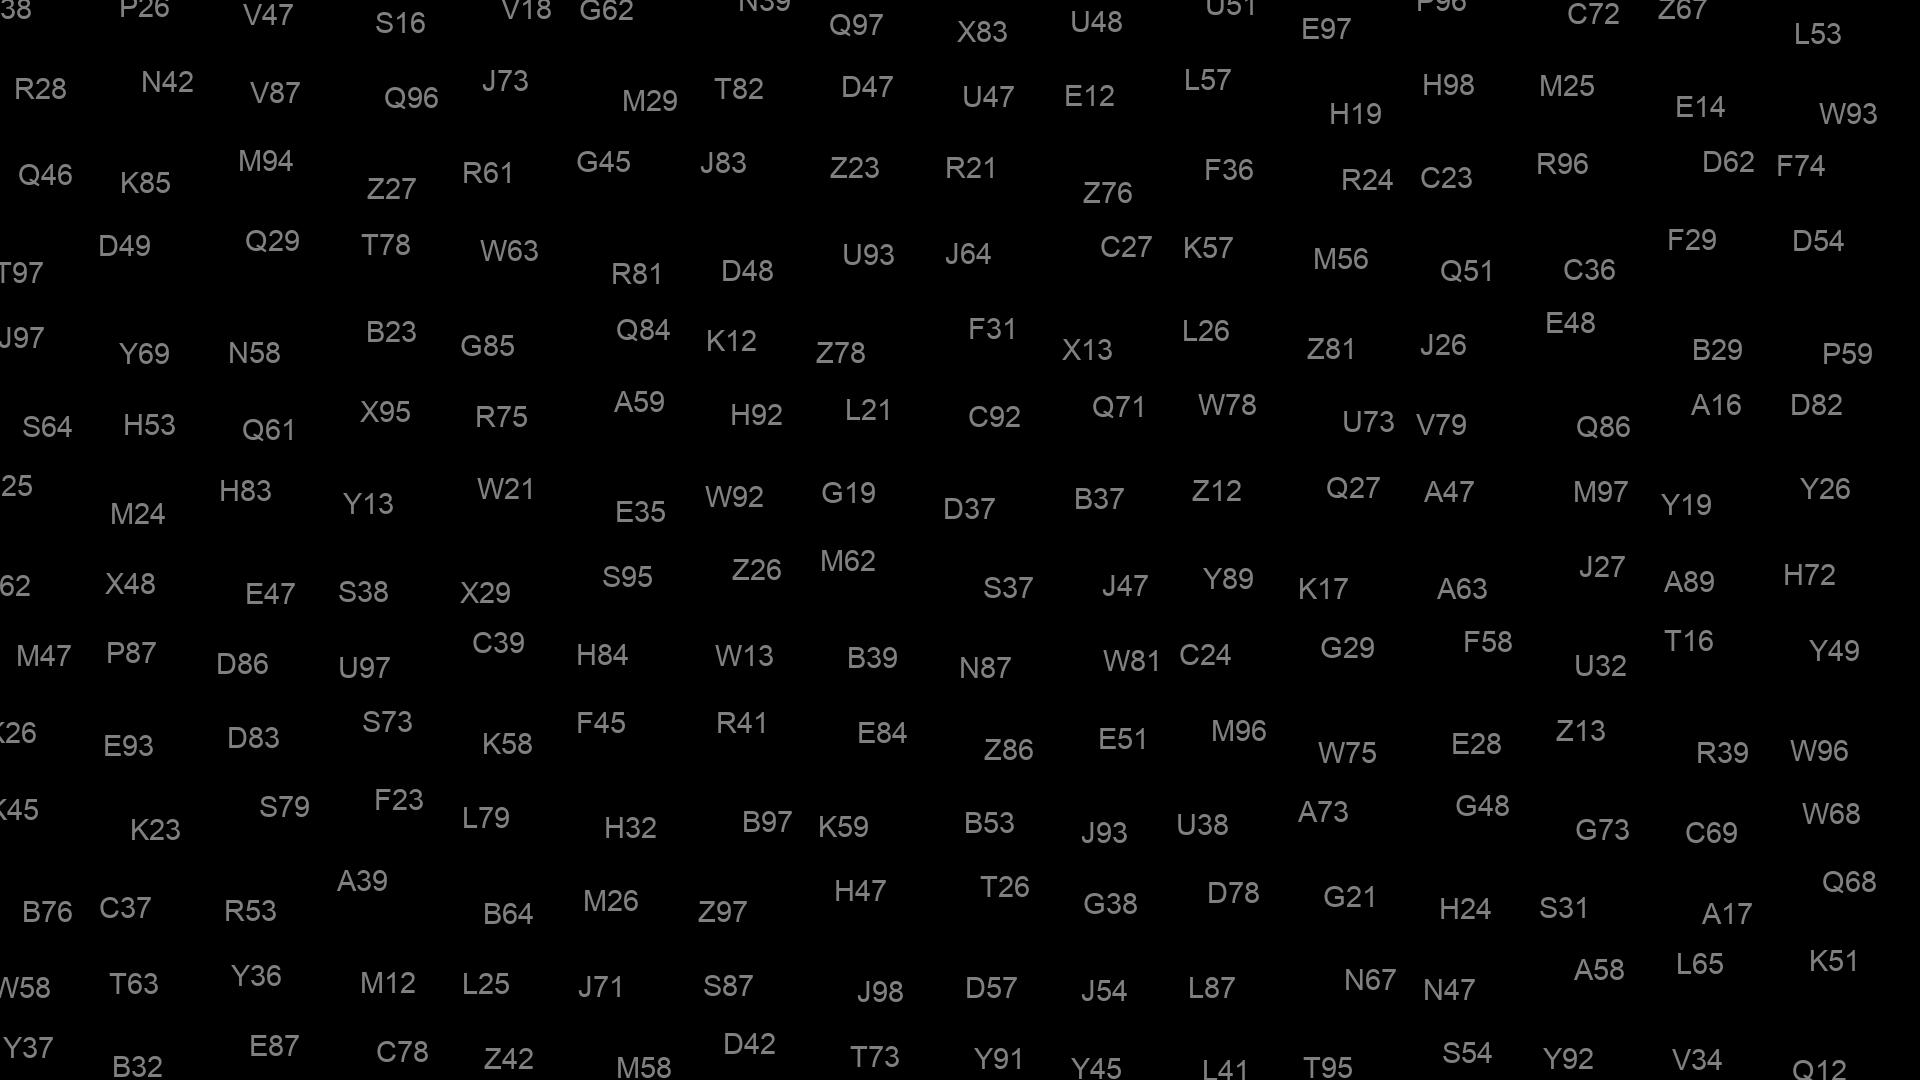 38 P26 V47 S16 V18 G62 N39 Q97 X83 U48 U51 E97 P96 C72 Z67 L53
R28 N42 V87 Q96 J73 M29 T82 D47 U47 E12 L57 H19 H98 M25 E14 W93
Q46 K85 M94 Z27 R61 G45 J83 Z23 R21 Z76 F36 R24 C23 R96 D62 F74
T97 D49 Q29 T78 W63 R81 D48 U93 J64 C27 K57 M56 Q51 C36 F29 D54
J97 Y69 N58 B23 G85 Q84 K12 Z78 F31 X13 L26 Z81 J26 E48 B29 P59
S64 H53 Q61 X95 R75 A59 H92 L21 C92 Q71 W78 U73 V79 Q86 A16 D82
25 M24 H83 Y13 W21 E35 W92 G19 D37 B37 Z12 Q27 A47 M97 Y19 Y26
62 X48 E47 S38 X29 S95 Z26 M62 S37 J47 Y89 K17 A63 J27 A89 H72
M47 P87 D86 U97 C39 H84 W13 B39 N87 W81 C24 G29 F58 U32 T16 Y49
K26 E93 D83 S73 K58 F45 R41 E84 Z86 E51 M96 W75 E28 Z13 R39 W96
K45 K23 S79 F23 L79 H32 B97 K59 B53 J93 U38 A73 G48 G73 C69 W68
B76 C37 R53 A39 B64 M26 Z97 H47 T26 G38 D78 G21 H24 S31 A17 Q68
W58 T63 Y36 M12 L25 J71 S87 J98 D57 J54 L87 N67 N47 A58 L65 K51
Y37 B32 E87 C78 Z42 M58 D42 T73 Y91 Y45 L41 T95 S54 Y92 V34 Q12